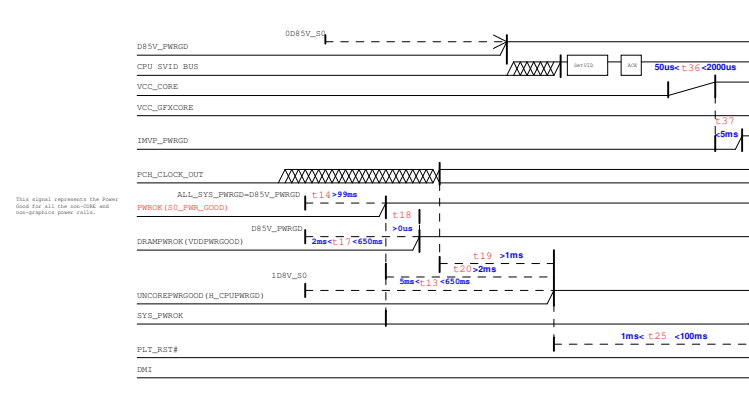 0D85V_S0
D85V_PWRGD
CPU SVID BUS
SetVID
ACK
50us< t36 <2000us
VCC_CORE
VCC_GFXCORE
t37
<5ms
IMVP_PWRGD
PCH_CLOCK_OUT
ALL_SYS_PWRGD=D85V_PWRGD
t14 >99ms
This signal represents the Power
Good for all the non-CORE and
non-graphics power rails.
PWROK(S0_PWR_GOOD)
t18
D85V_PWRGD
>0us
DRAMPWROK(VDDPWRGOOD)
2ms< t17 <650ms
t19 >1ms
t20 >2ms
1D8V_S0
5ms< t13 <650ms
UNCOREPWRGOOD(H_CPUPWRGD)
SYS_PWROK
1ms< t25 <100ms
PLT_RST#
DMI